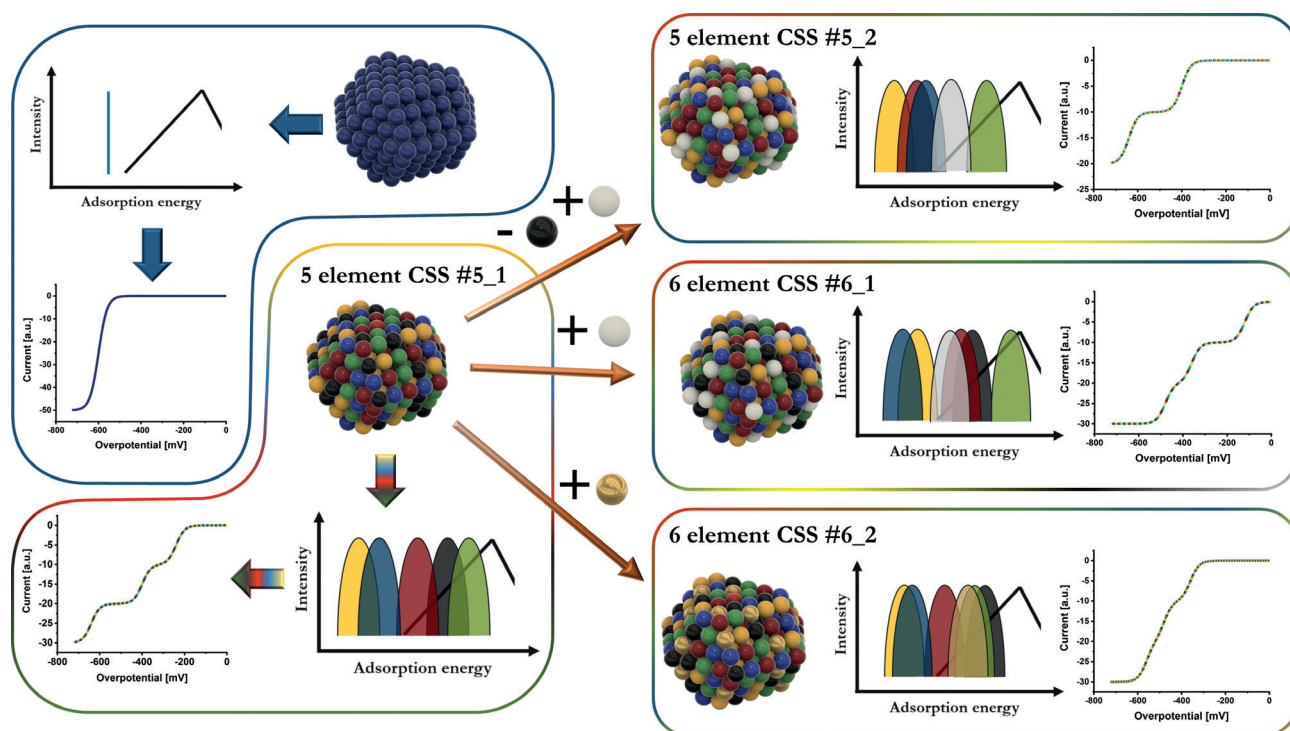 Intensity
Adsorption energy
0
-10
-20
-30
-40
-50
Current [a.u.]
-800 -600 -400 -200 0
Overpotential [mV]
5 element CSS #5_1
+
-
+
+
Intensity
Adsorption energy
0
-5
-10
-15
-20
-25
-30
Current [a.u.]
-800 -600 -400 -200 0
Overpotential [mV]
5 element CSS #5_2
Intensity
Adsorption energy
0
-5
-10
-15
-20
-25
Current [a.u.]
-800 -600 -400 -200 0
Overpotential [mV]
6 element CSS #6_1
Intensity
Adsorption energy
0
-5
-10
-15
-20
-25
-30
Current [a.u.]
-800 -600 -400 -200 0
Overpotential [mV]
6 element CSS #6_2
Intensity
Adsorption energy
0
-5
-10
-15
-20
-25
-30
Current [a.u.]
-800 -600 -400 -200 0
Overpotential [mV]